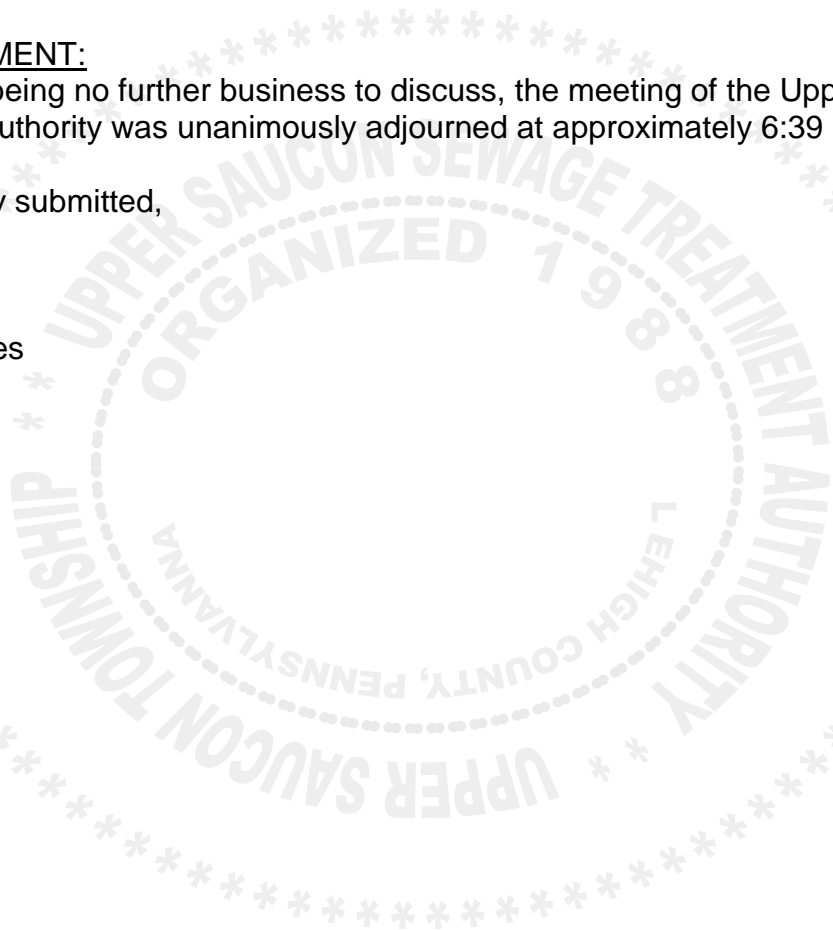 MENT:
being no further business to discuss, the meeting of the Upp
uthority was unanimously adjourned at approximately 6:39
y submitted,
es
UPPER SAUCON SEWAGE TREATMENT AUTHORITY
ORGANIZED 1988
LEHIGH COUNTY, PENNSYLVANNA
UPPER SAUCON TOWNSHIP